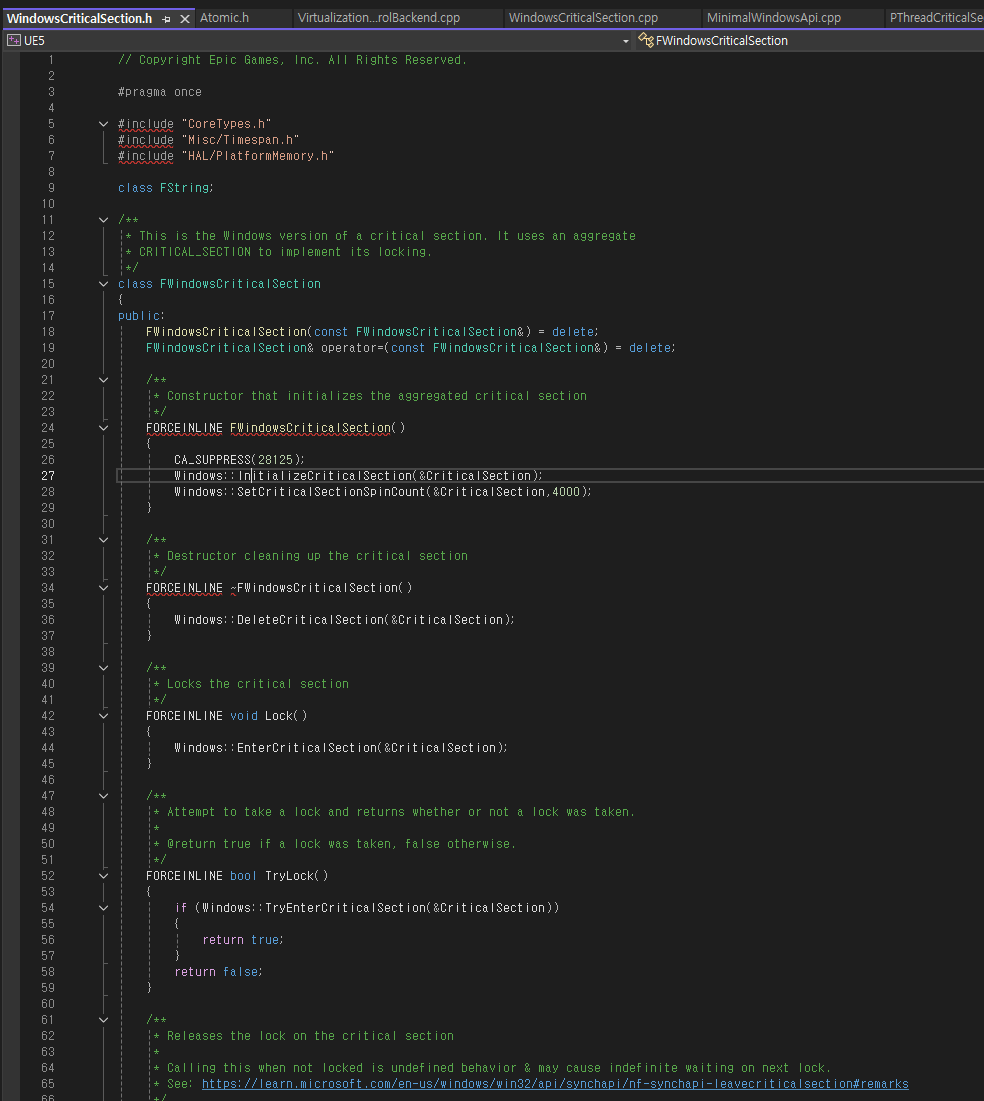 WindowsCriticalSection.h
Atomic.h
Virtualization...rolBackend.cpp
WindowsCriticalSection.cpp
MinimalWindowsApi.cpp
PThreadCriticalSe
UE5
FWindowsCriticalSection
1 // Copyright Epic Games, Inc. All Rights Reserved.
2
3 #pragma once
4
5 #include "CoreTypes.h"
6 #include "Misc/Timespan.h"
7 #include "HAL/PlatformMemory.h"
8
9 class FString;
10
11 /**
12 * This is the Windows version of a critical section. It uses an aggregate
13 * CRITICAL_SECTION to implement its locking.
14 */
15 class FWindowsCriticalSection
16 {
17 public:
18 FWindowsCriticalSection(const FWindowsCriticalSection&) = delete;
19 FWindowsCriticalSection& operator=(const FWindowsCriticalSection&) = delete;
20
21 /**
22 * Constructor that initializes the aggregated critical section
23 */
24 FORCEINLINE FWindowsCriticalSection()
25 {
26 CA_SUPPRESS(28125);
27 Windows::InitializeCriticalSection(&CriticalSection);
28 Windows::SetCriticalSectionSpinCount(&CriticalSection,4000);
29 }
30
31 /**
32 * Destructor cleaning up the critical section
33 */
34 FORCEINLINE ~FWindowsCriticalSection()
35 {
36 Windows::DeleteCriticalSection(&CriticalSection);
37 }
38
39 /**
40 * Locks the critical section
41 */
42 FORCEINLINE void Lock()
43 {
44 Windows::EnterCriticalSection(&CriticalSection);
45 }
46
47 /**
48 * Attempt to take a lock and returns whether or not a lock was taken.
49 *
50 * @return true if a lock was taken, false otherwise.
51 */
52 FORCEINLINE bool TryLock()
53 {
54 if (Windows::TryEnterCriticalSection(&CriticalSection))
55 {
56 return true;
57 }
58 return false;
59 }
60
61 /**
62 * Releases the lock on the critical section
63 *
64 * Calling this when not locked is undefined behavior & may cause indefinite waiting on next lock.
65 * See: https://learn.microsoft.com/en-us/windows/win32/api/synchapi/nf-synchapi-leavecriticalsection#remarks
66 */